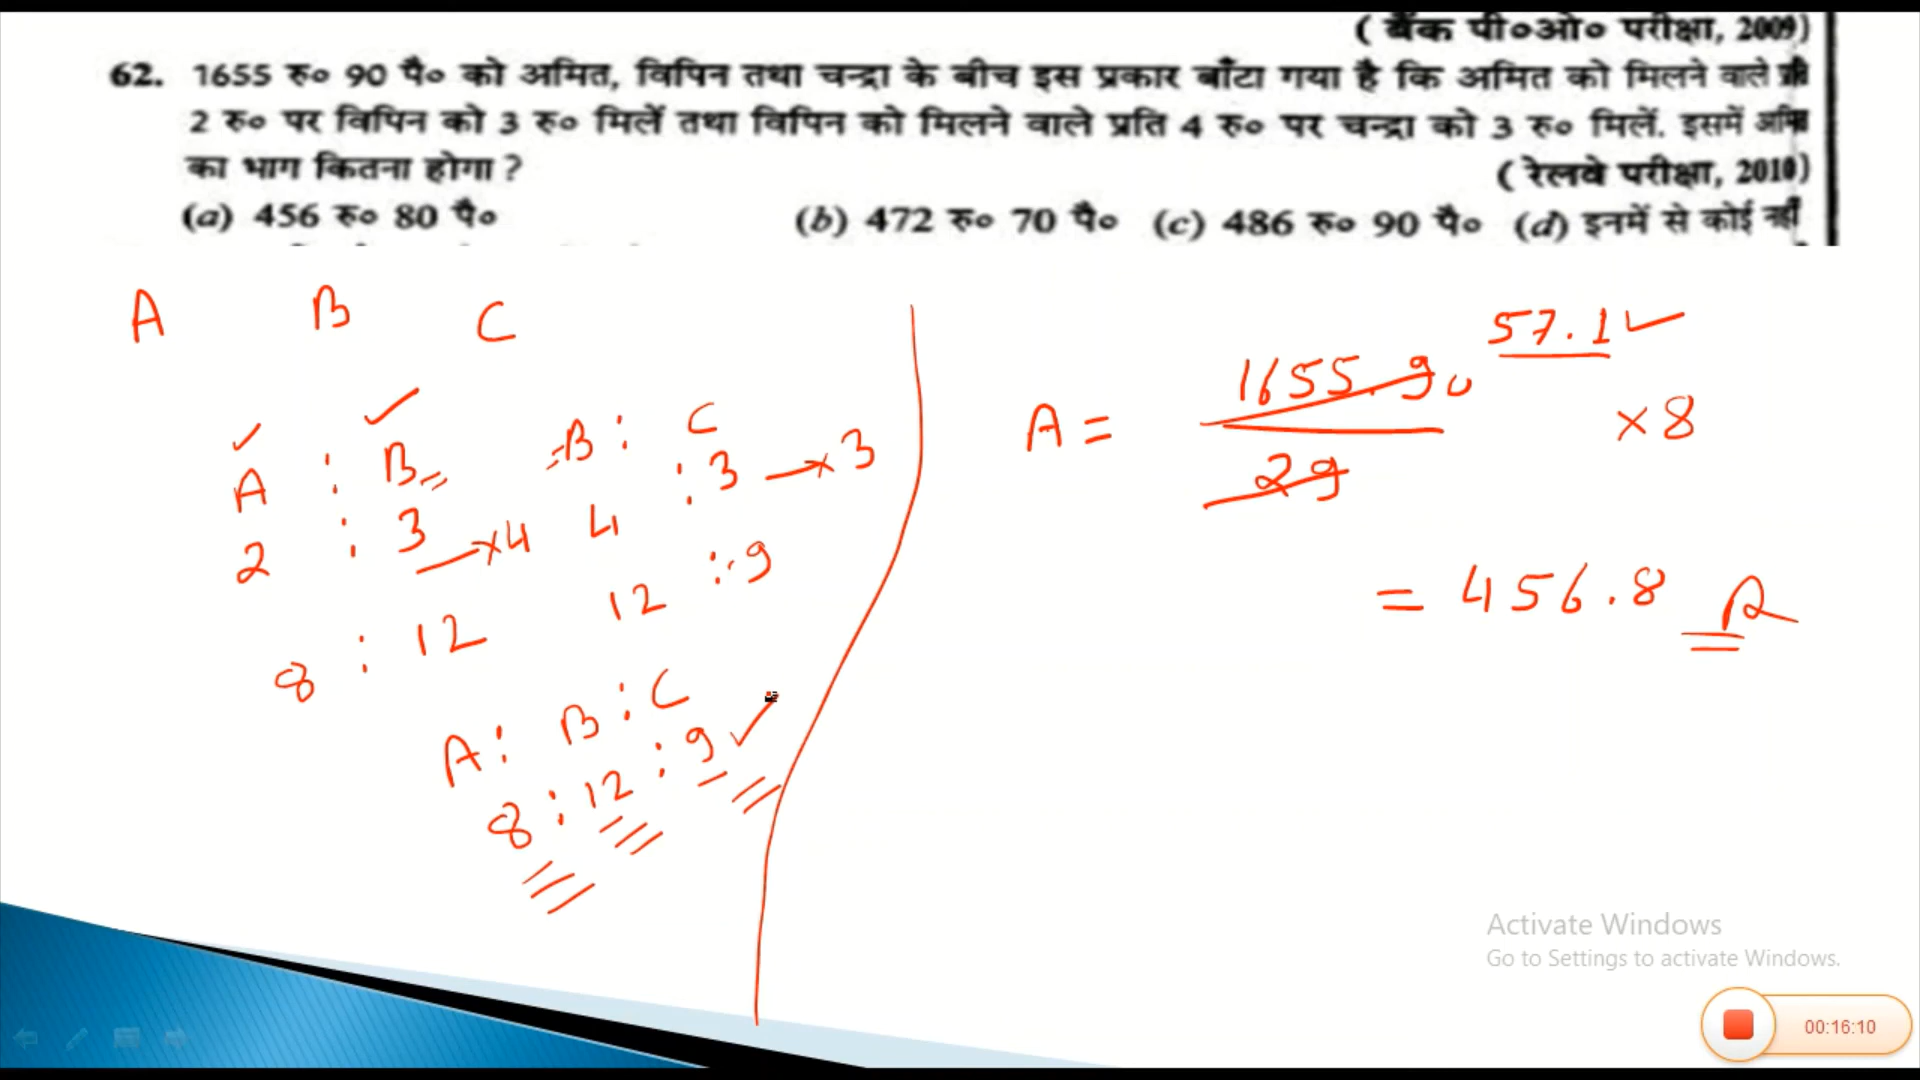 ( बैंक पी०ओ० परीक्षा, 2009)
62. 1655 रु० 90 पै० को अमित, विपिन तथा चन्द्रा के बीच इस प्रकार बाँटा गया है कि अमित को मिलने वाले
2 रु० पर विपिन को 3 रु० मिलें तथा विपिन को मिलने वाले प्रति 4 रु० पर चन्द्रा को 3 रु० मिलें. इसमें
का भाग कितना होगा ?
( रेलवे परीक्षा, 2010)
(a) 456 रु० 80 पै० (b) 472 रु० 70 पै० (c) 486 रु० 90 पै० (d) इनमें से कोई नहीं
A B C
A : B = B : C
2 : 3 ×4 4 : 3 ×3
8 : 12 12 : 9
A : B : C
8 : 12 : 9
57.1
A = 1655.90 × 8
29
= 456.8
Activate Windows
Go to Settings to activate Windows.
00:16:10